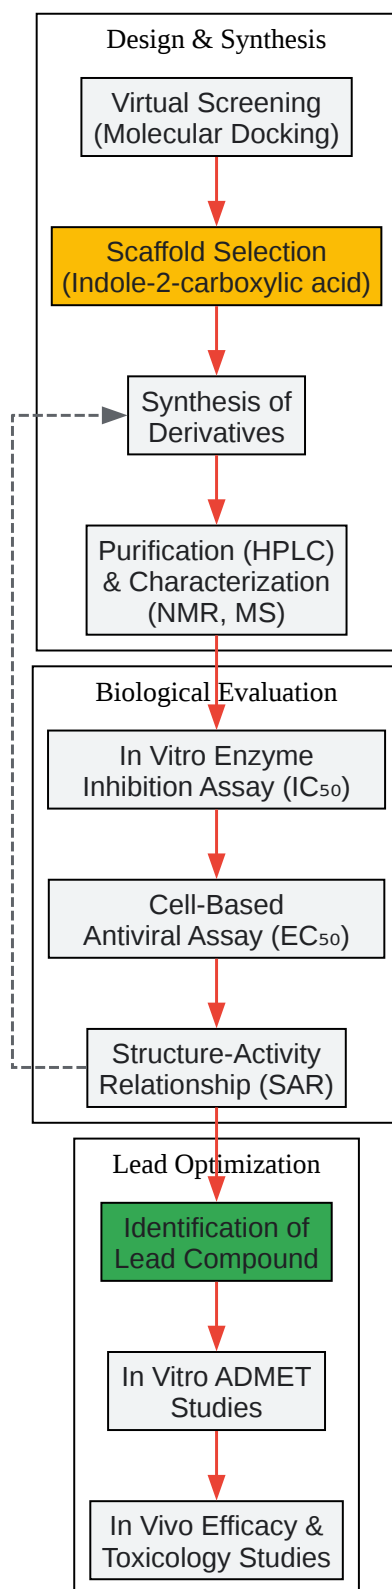 Design & Synthesis
Virtual Screening
(Molecular Docking)
Scaffold Selection
(Indole-2-carboxylic acid)
Synthesis of
Derivatives
Purification (HPLC)
& Characterization
(NMR, MS)
Biological Evaluation
In Vitro Enzyme
Inhibition Assay (IC₅₀)
Cell-Based
Antiviral Assay (EC₅₀)
Structure-Activity
Relationship (SAR)
Lead Optimization
Identification of
Lead Compound
In Vitro ADMET
Studies
In Vivo Efficacy &
Toxicology Studies